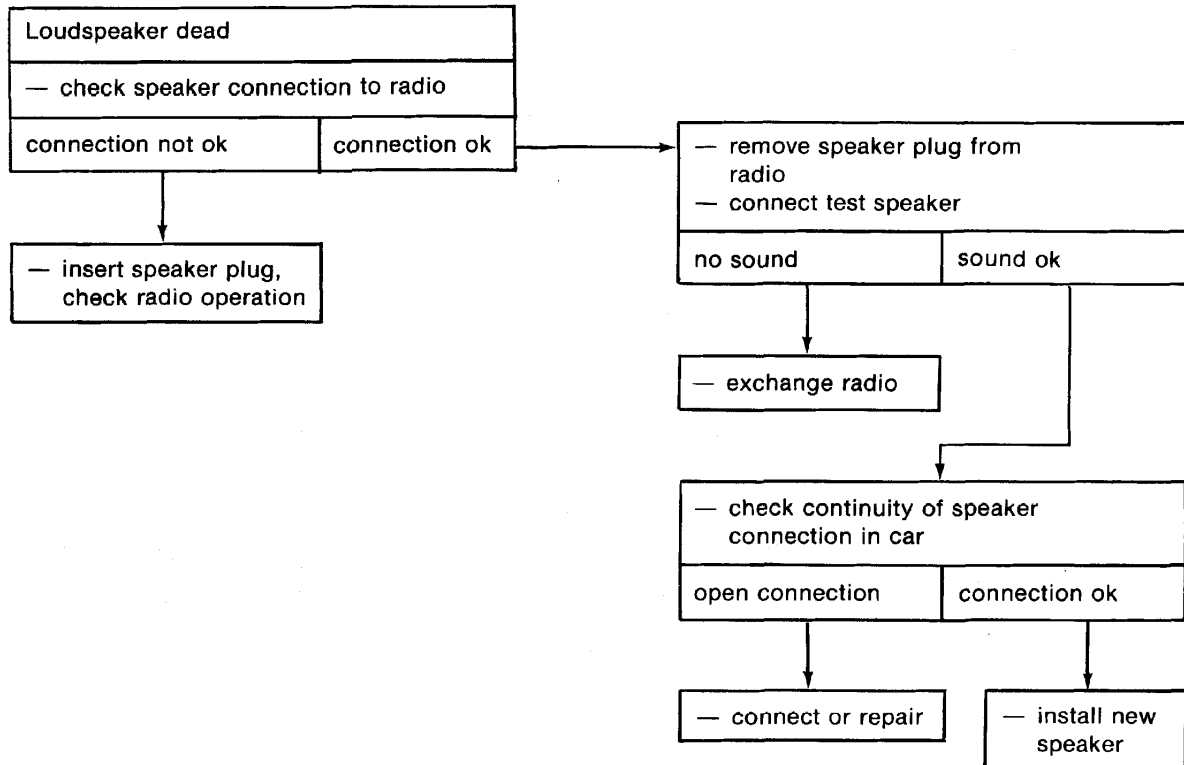 Loudspeaker dead
— check speaker connection to radio
connection not ok
connection ok
— insert speaker plug,
check radio operation
— remove speaker plug from
radio
— connect test speaker
no sound
sound ok
— exchange radio
— check continuity of speaker
connection in car
open connection
connection ok
— connect or repair
— install new
speaker